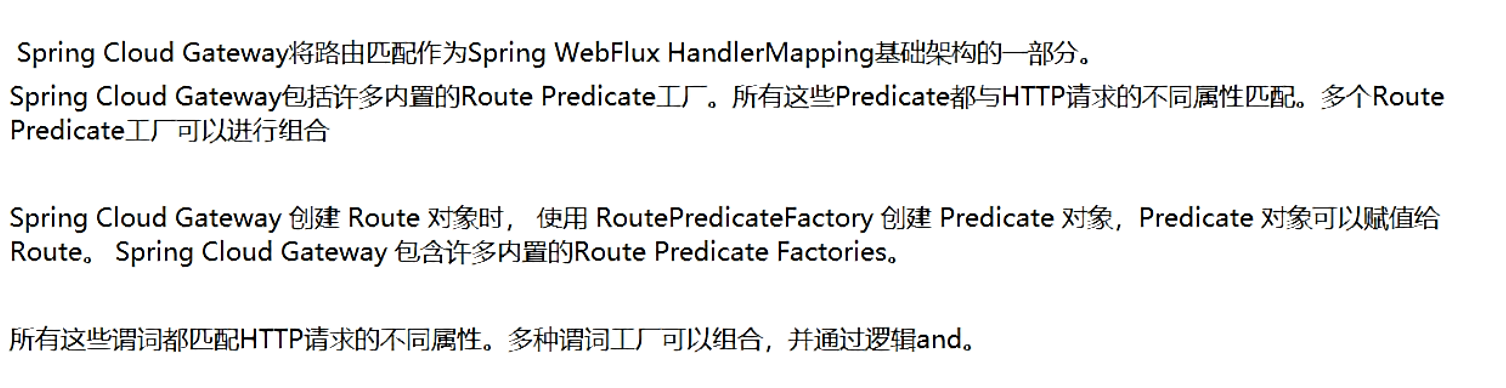 Spring Cloud Gateway将路由匹配作为Spring WebFlux HandlerMapping基础架构的一部分。
Spring Cloud Gateway包括许多内置的Route Predicate工厂。所有这些Predicate都与HTTP请求的不同属性匹配。多个Route
Predicate工厂可以进行组合
Spring Cloud Gateway 创建 Route 对象时， 使用 RoutePredicateFactory 创建 Predicate 对象，Predicate 对象可以赋值给
Route。 Spring Cloud Gateway 包含许多内置的Route Predicate Factories。
所有这些谓词都匹配HTTP请求的不同属性。多种谓词工厂可以组合，并通过逻辑and。